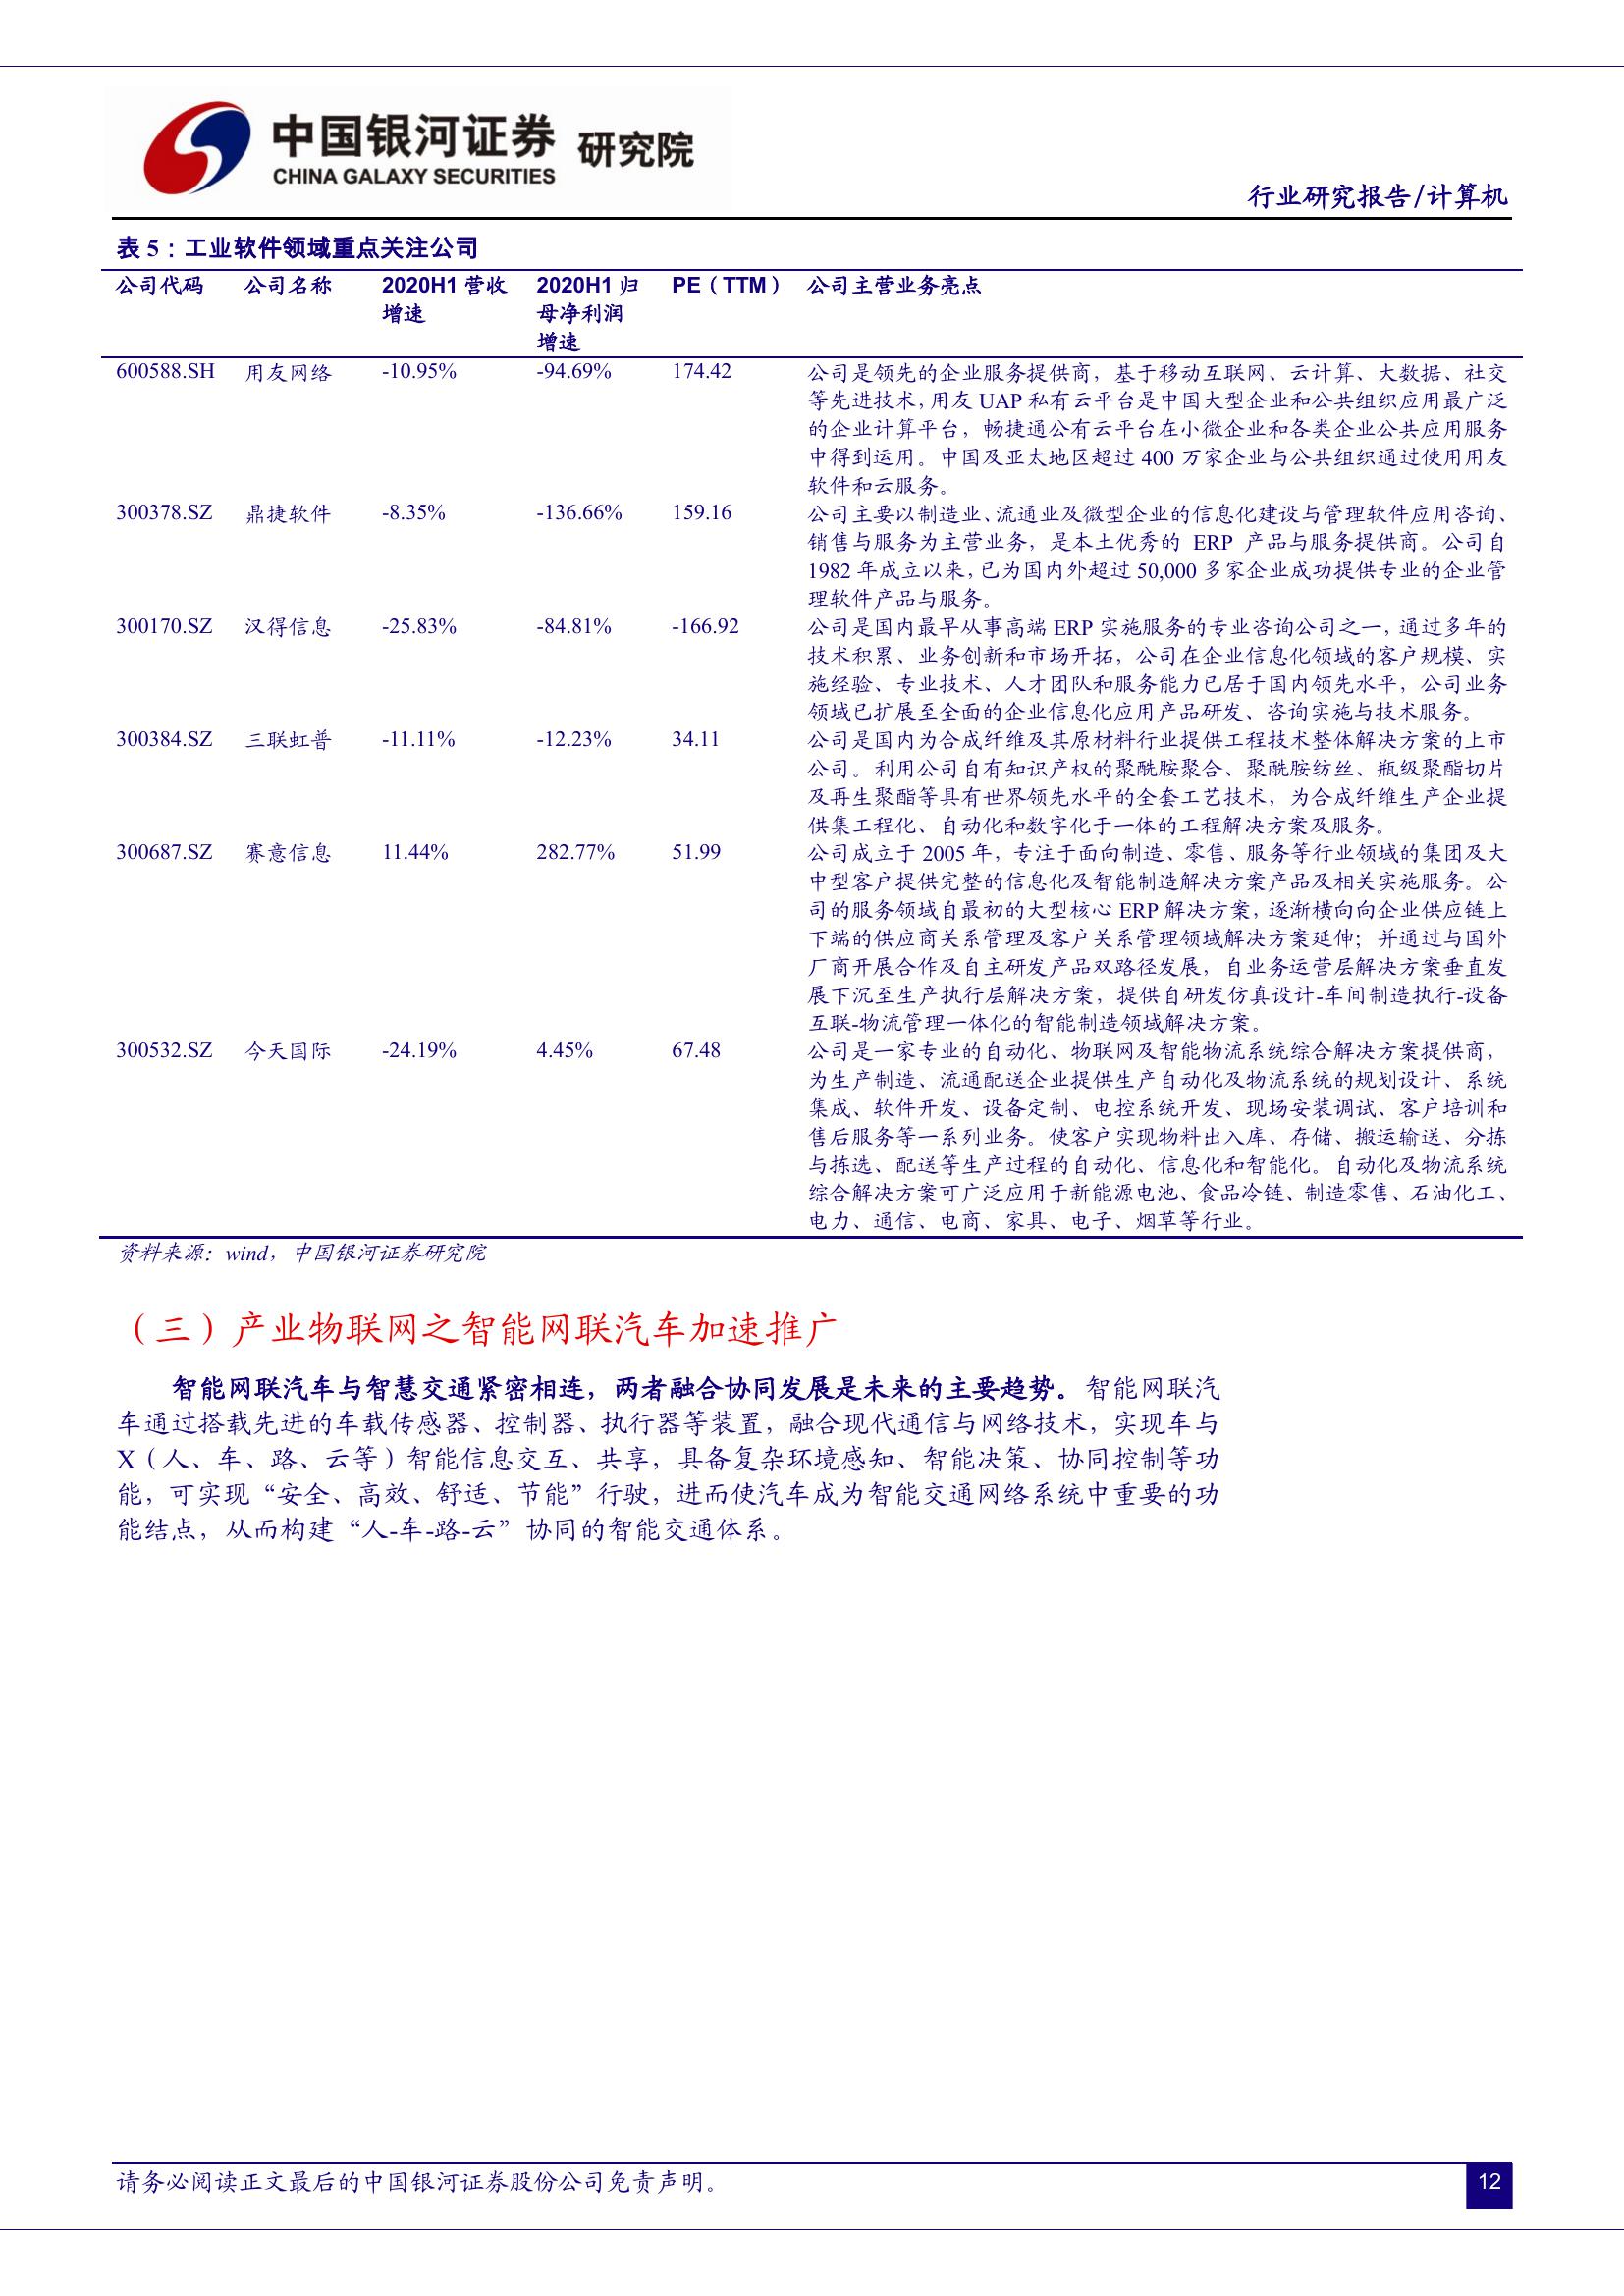 中国银河证券 研究院
CHINA GALAXY SECURITIES
行业研究报告/计算机
表 5：工业软件领域重点关注公司
公司代码 公司名称 2020H1 营收 2020H1 归 PE（TTM） 公司主营业务亮点
增速 母净利润
增速
600588.SH 用友网络 -10.95% -94.69% 174.42 公司是领先的企业服务提供商，基于移动互联网、云计算、大数据、社交
等先进技术，用友 UAP 私有云平台是中国大型企业和公共组织应用最广泛
的企业计算平台，畅捷通公有云平台在小微企业和各类企业公共应用服务
中得到运用。中国及亚太地区超过 400 万家企业与公共组织通过使用用友
软件和云服务。
300378.SZ 鼎捷软件 -8.35% -136.66% 159.16 公司主要以制造业、流通业及微型企业的信息化建设与管理软件应用咨询、
销售与服务为主营业务，是本土优秀的 ERP 产品与服务提供商。公司自
1982 年成立以来，已为国内外超过 50,000 多家企业成功提供专业的企业管
理软件产品与服务。
300170.SZ 汉得信息 -25.83% -84.81% -166.92 公司是国内最早从事高端 ERP 实施服务的专业咨询公司之一，通过多年的
技术积累、业务创新和市场开拓，公司在企业信息化领域的客户规模、实
施经验、专业技术、人才团队和服务能力已居于国内领先水平，公司业务
领域已扩展至全面的企业信息化应用产品研发、咨询实施与技术服务。
300384.SZ 三联虹普 -11.11% -12.23% 34.11 公司是国内为合成纤维及其原材料行业提供工程技术整体解决方案的上市
公司。利用公司自有知识产权的聚酰胺聚合、聚酰胺纺丝、瓶级聚酯切片
及再生聚酯等具有世界领先水平的全套工艺技术，为合成纤维生产企业提
供集工程化、自动化和数字化于一体的工程解决方案及服务。
300687.SZ 赛意信息 11.44% 282.77% 51.99 公司成立于 2005 年，专注于面向制造、零售、服务等行业领域的集团及大
中型客户提供完整的信息化及智能制造解决方案产品及相关实施服务。公
司的服务领域自最初的大型核心 ERP 解决方案，逐渐横向向企业供应链上
下端的供应商关系管理及客户关系管理领域解决方案延伸；并通过与国外
厂商开展合作及自主研发产品双路径发展，自业务运营层解决方案垂直发
展下沉至生产执行层解决方案，提供自研发仿真设计-车间制造执行-设备
互联-物流管理一体化的智能制造领域解决方案。
300532.SZ 今天国际 -24.19% 4.45% 67.48 公司是一家专业的自动化、物联网及智能物流系统综合解决方案提供商，
为生产制造、流通配送企业提供生产自动化及物流系统的规划设计、系统
集成、软件开发、设备定制、电控系统开发、现场安装调试、客户培训和
售后服务等一系列业务。使客户实现物料出入库、存储、搬运输送、分拣
与拣选、配送等生产过程的自动化、信息化和智能化。自动化及物流系统
综合解决方案可广泛应用于新能源电池、食品冷链、制造零售、石油化工、
电力、通信、电商、家具、电子、烟草等行业。
资料来源：wind，中国银河证券研究院
（三）产业物联网之智能网联汽车加速推广
智能网联汽车与智慧交通紧密相连，两者融合协同发展是未来的主要趋势。智能网联汽
车通过搭载先进的车载传感器、控制器、执行器等装置，融合现代通信与网络技术，实现车与
X（人、车、路、云等）智能信息交互、共享，具备复杂环境感知、智能决策、协同控制等功
能，可实现“安全、高效、舒适、节能”行驶，进而使汽车成为智能交通网络系统中重要的功
能结点，从而构建“人-车-路-云”协同的智能交通体系。
请务必阅读正文最后的中国银河证券股份公司免责声明。
12